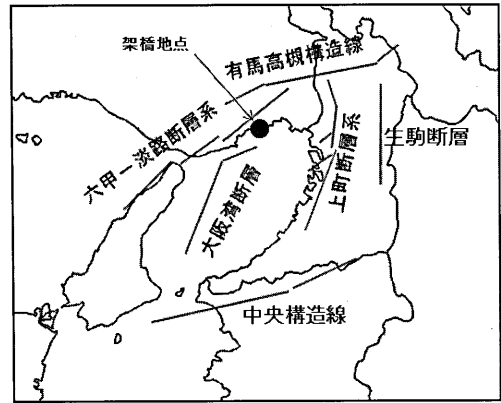 架橋地点
有馬高槻構造線
六甲ー淡路断層系
大阪湾断層
上町断層系
生駒断層
中央構造線